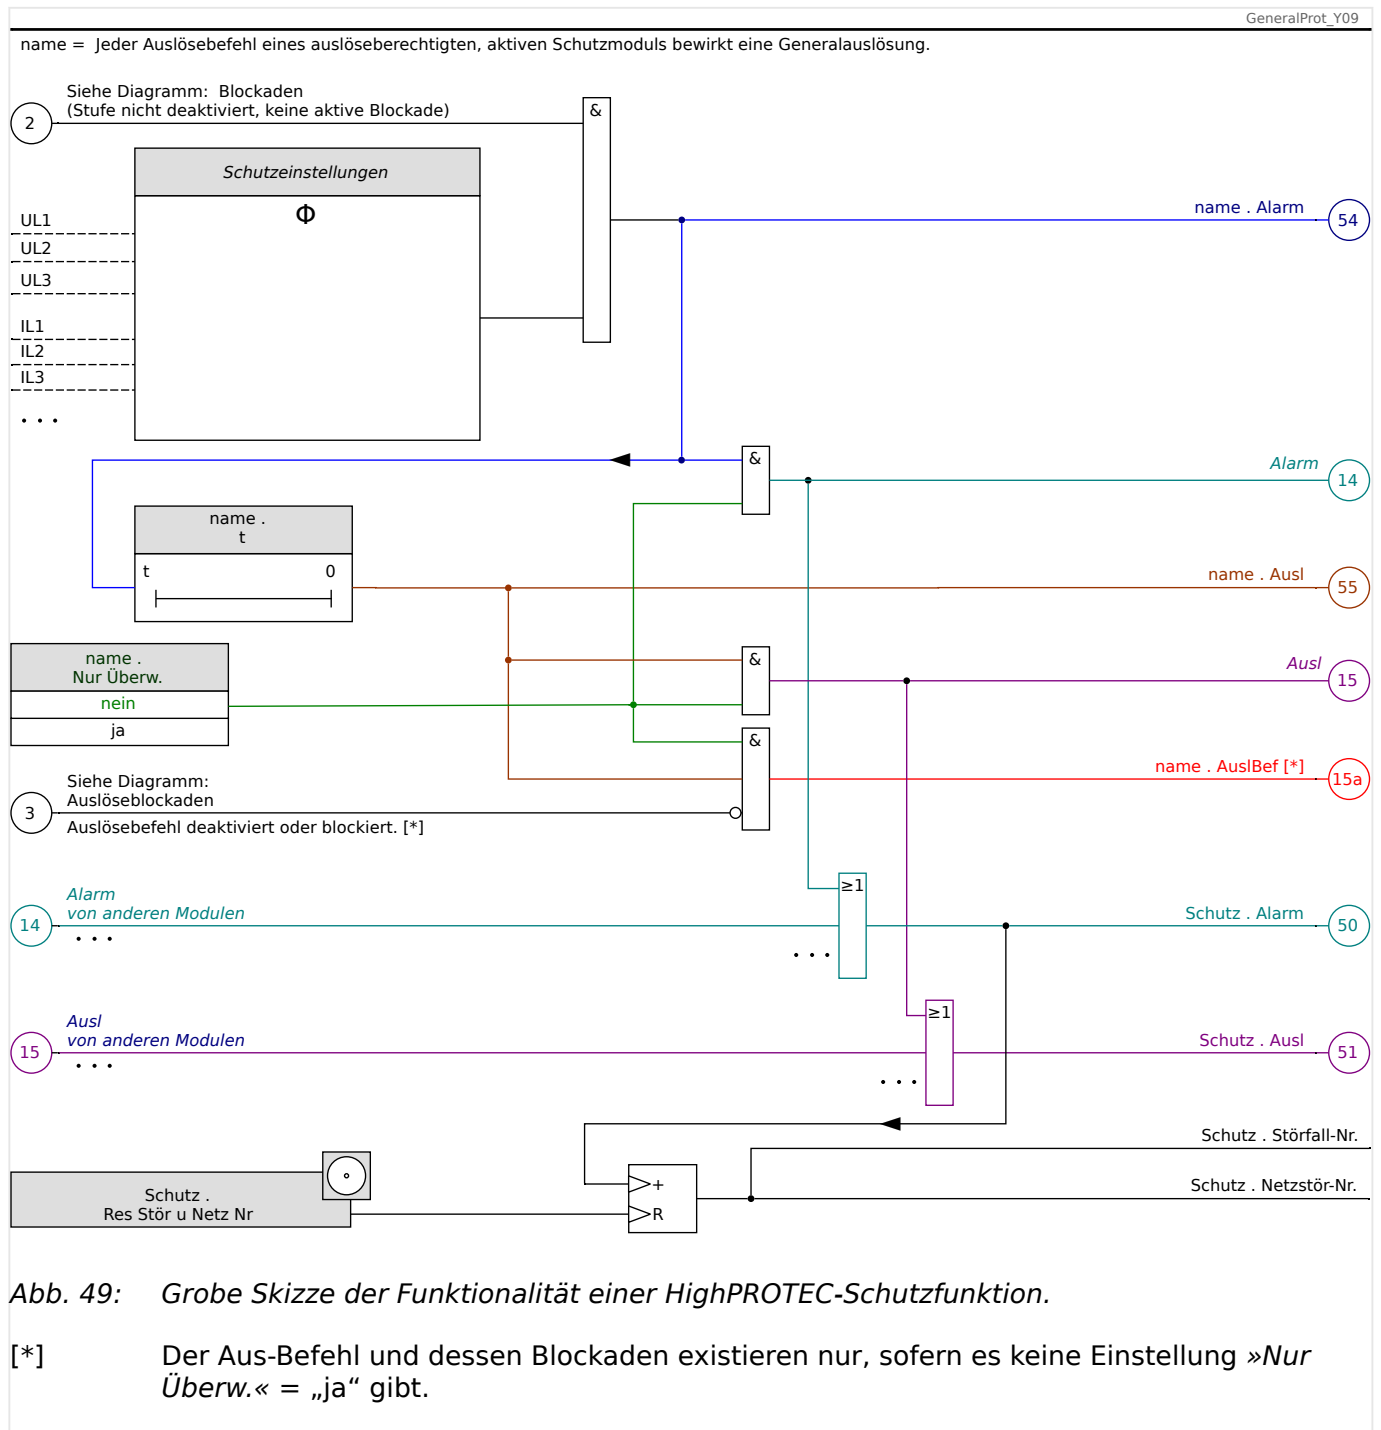 GeneralProt_Y09
name = Jeder Auslösebefehl eines auslöseberechtigten, aktiven Schutzmoduls bewirkt eine Generalauslösung.
Siehe Diagramm: Blockaden
(Stufe nicht deaktiviert, keine aktive Blockade)
2
&
Schutzeinstellungen
Φ
name . Alarm
54
UL1
UL2
UL3
IL1
IL2
IL3
. . .
&
Alarm
14
name .
t
t 0
name . Ausl
55
name .
Nur Überw.
nein
ja
&
Ausl
15
&
name . AuslBef [*]
15a
Siehe Diagramm:
Auslöseblockaden
3
Auslösebefehl deaktiviert oder blockiert. [*]
Alarm
von anderen Modulen
14
. . .
≥1
. . .
Schutz . Alarm
50
Ausl
von anderen Modulen
15
. . .
≥1
. . .
Schutz . Ausl
51
Schutz . Störfall-Nr.
Schutz . Netzstör-Nr.
Schutz .
Res Stör u Netz Nr
+
R
Abb. 49: Grobe Skizze der Funktionalität einer HighPROTEC-Schutzfunktion.
[*] Der Aus-Befehl und dessen Blockaden existieren nur, sofern es keine Einstellung »Nur
Überw.« = „ja“ gibt.